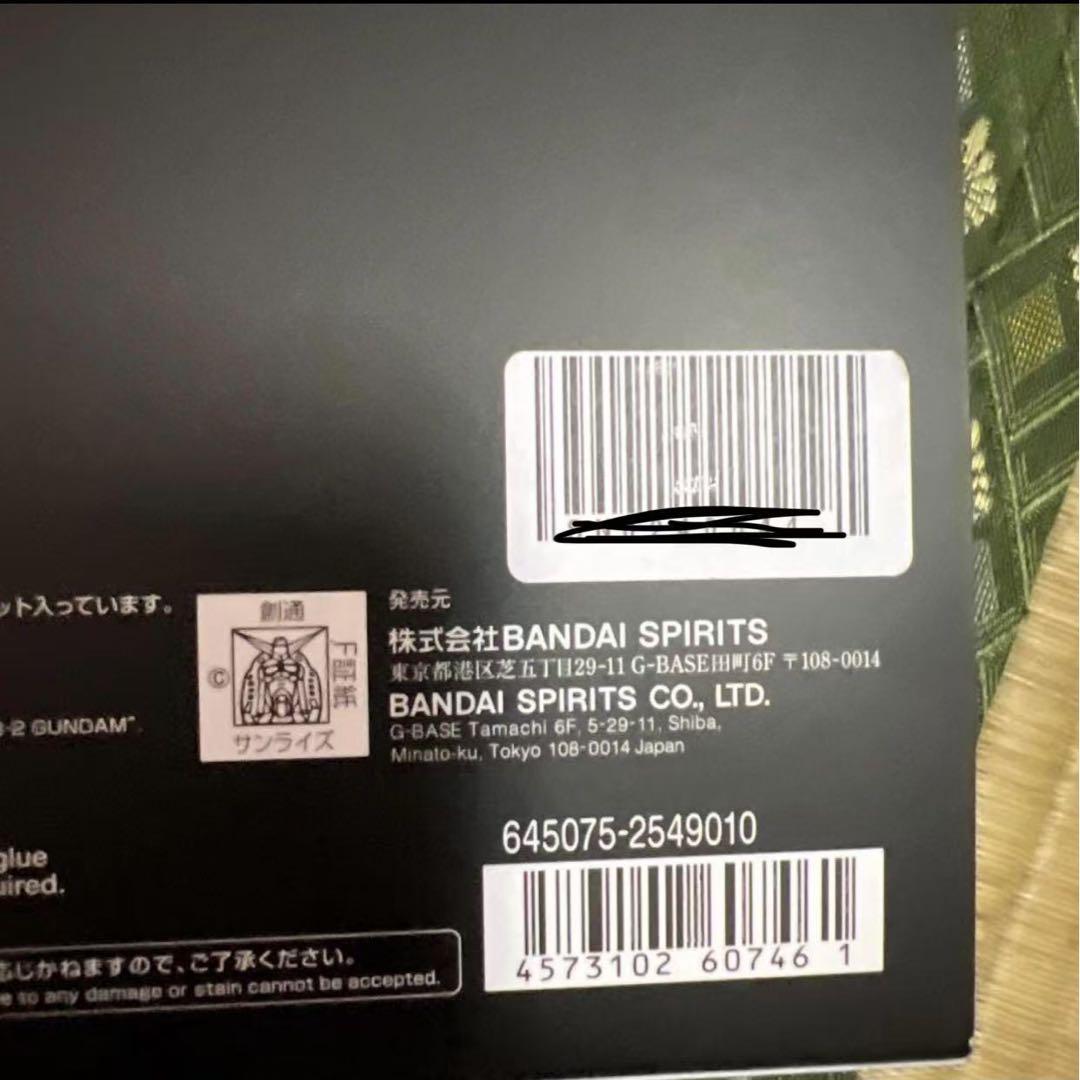 ット入っています。
創通
F開発
©
サンライズ
発売元
株式会社BANDAI SPIRITS
東京都港区芝五丁目29-11 G-BASE田町6F 〒108-0014
BANDAI SPIRITS CO., LTD.
G-BASE Tamachi 6F, 5-29-11, Shiba,
Minato-ku, Tokyo 108-0014 Japan
-2 GUNDAM".
645075-2549010
4573102 60746 1
glue
じかねますので、ご了承ください。
to any damage or stain cannot be accepted.